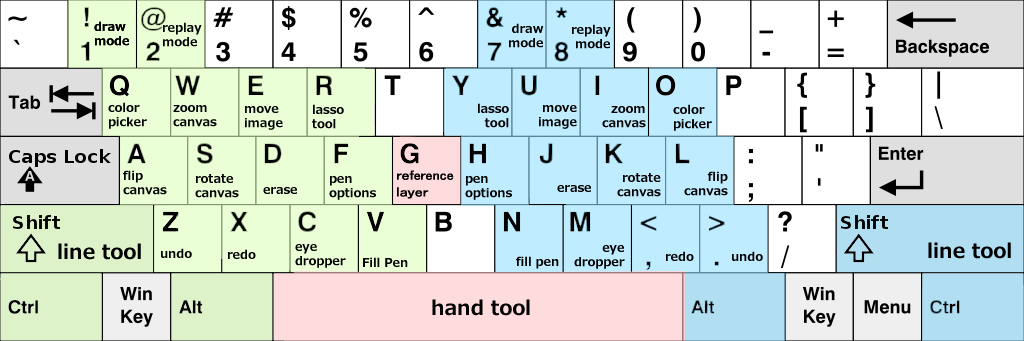 ~ ` ! 1 draw mode @ 2 replay mode # 3 $ 4 % 5 ^ 6 & 7 draw mode * 8 replay mode ( 9 ) 0 _ - + = Backspace
Tab Q color picker W zoom canvas E move image R lasso tool T Y lasso tool U move image I zoom canvas O color picker P { [ } ] | \
Caps Lock A A flip canvas S rotate canvas D erase F pen options G reference layer H pen options J erase K rotate canvas L flip canvas : ; " ' Enter
Shift line tool Z undo X redo C eye dropper V Fill Pen B N fill pen M eye dropper < , redo > . undo ? / Shift line tool
Ctrl Win Key Alt hand tool Alt Win Key Menu Ctrl